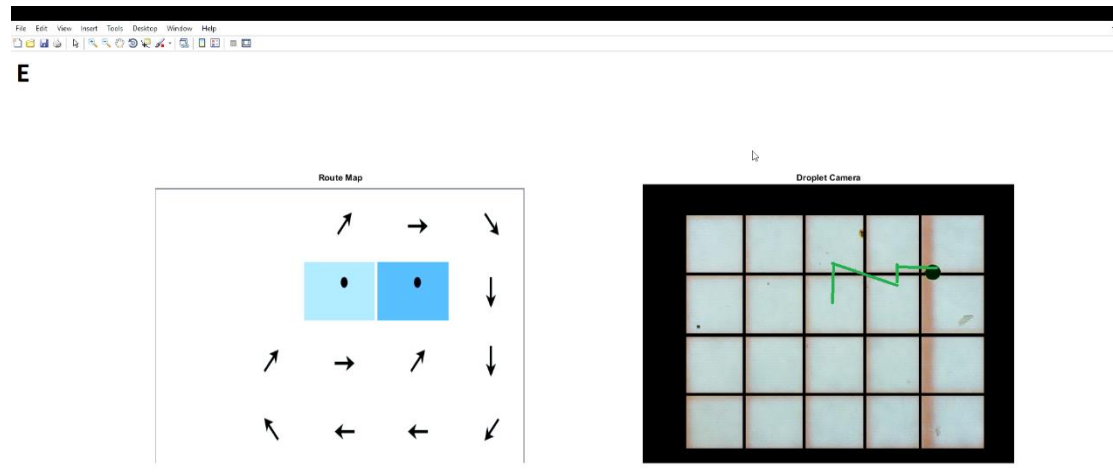 File Edit View Insert Tools Desktop Window Help
E
Route Map
Droplet Camera